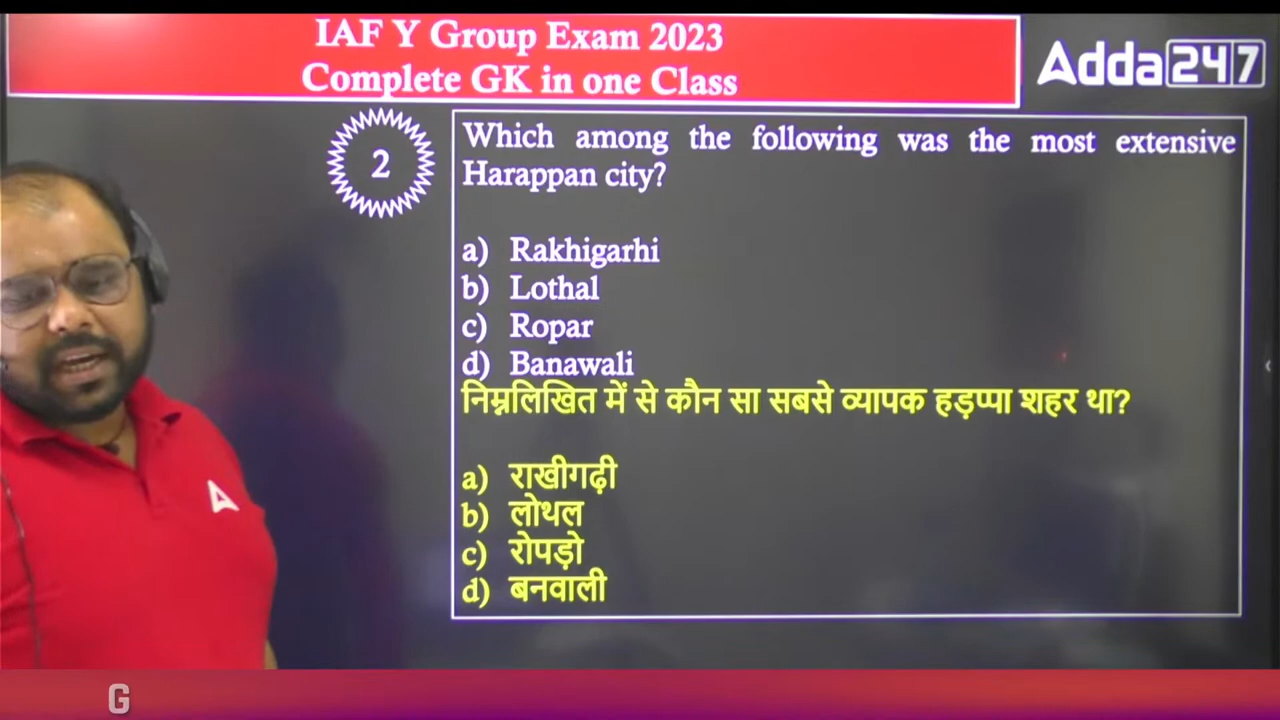 IAF Y Group Exam 2023
Complete GK in one Class
Adda247
2
Which among the following was the most extensive
Harappan city?
a) Rakhigarhi
b) Lothal
c) Ropar
d) Banawali
निम्नलिखित में से कौन सा सबसे व्यापक हड़प्पा शहर था?
a) राखीगढ़ी
b) लोथल
c) रोपड़ो
d) बनवाली
G